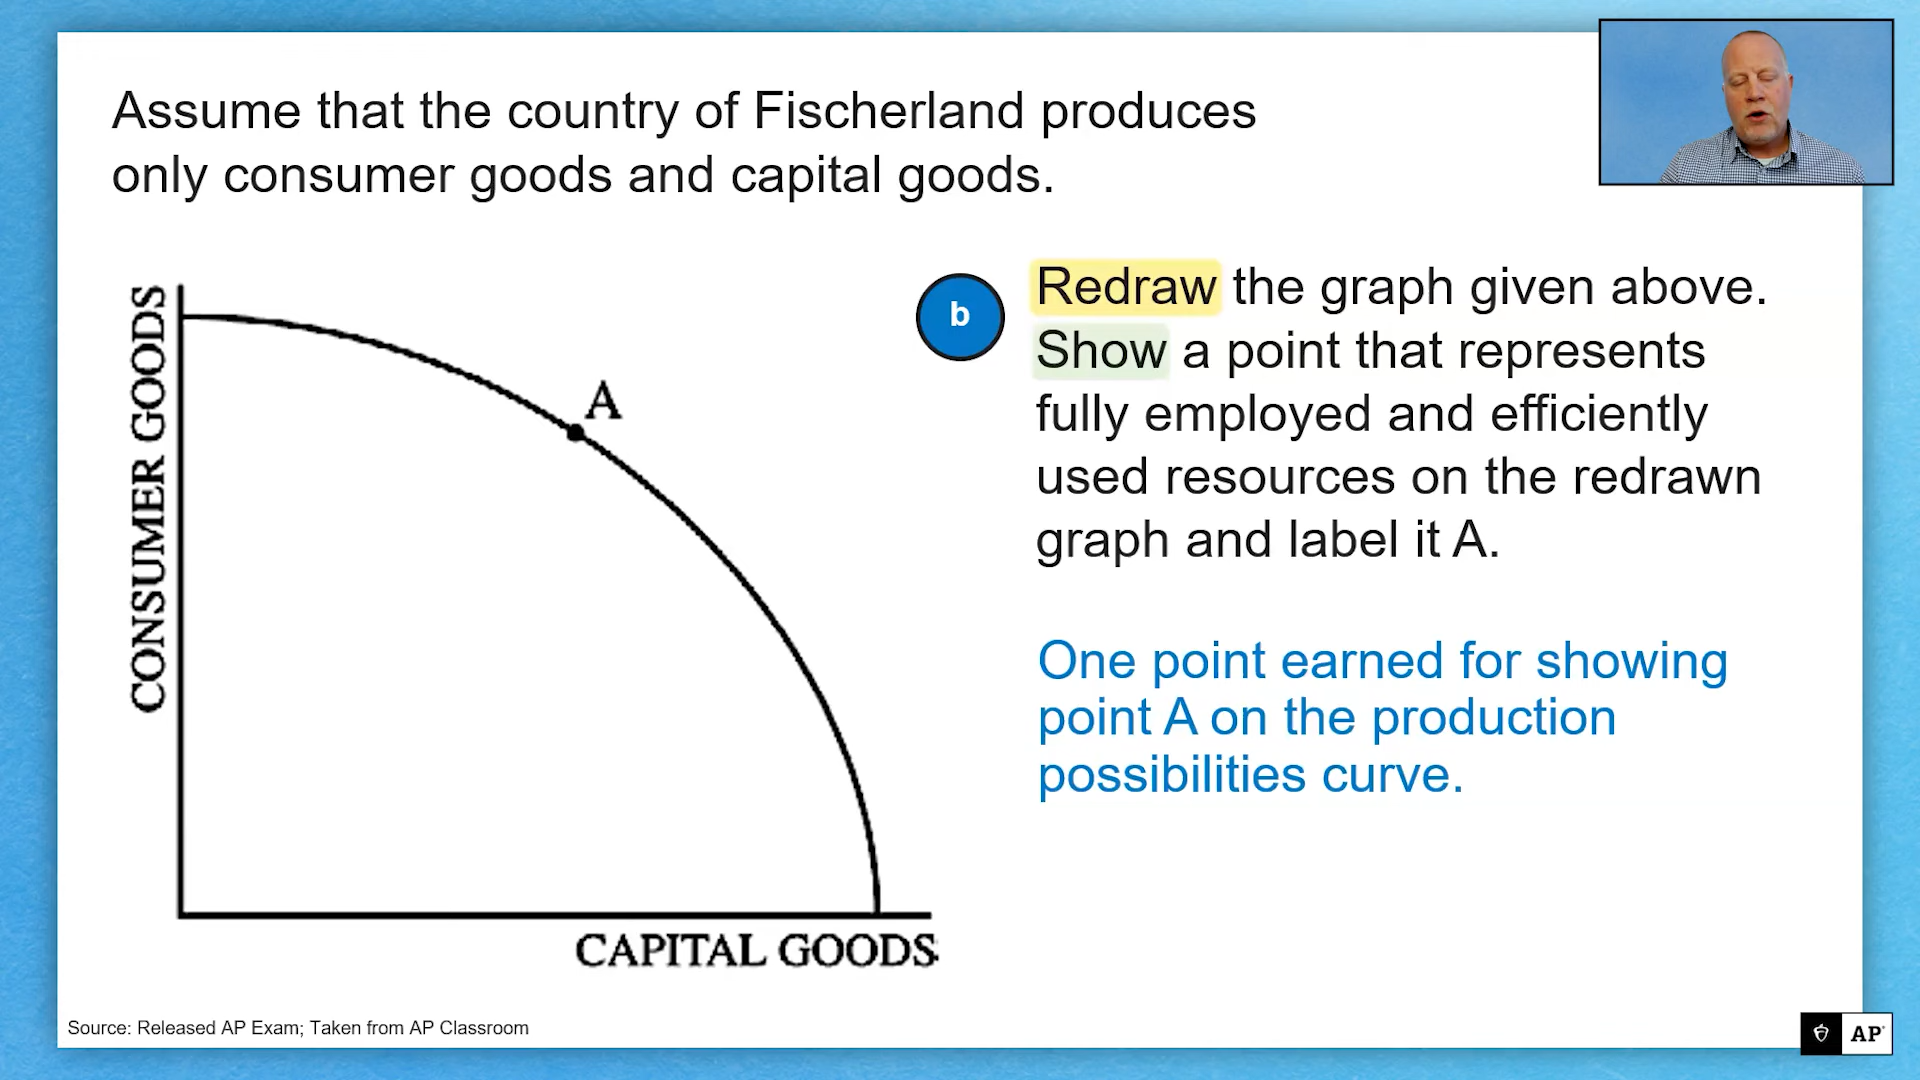 Assume that the country of Fischerland produces
only consumer goods and capital goods.
CONSUMER GOODS
A
CAPITAL GOODS
b
Redraw the graph given above.
Show a point that represents
fully employed and efficiently
used resources on the redrawn
graph and label it A.
One point earned for showing
point A on the production
possibilities curve.
Source: Released AP Exam; Taken from AP Classroom
AP